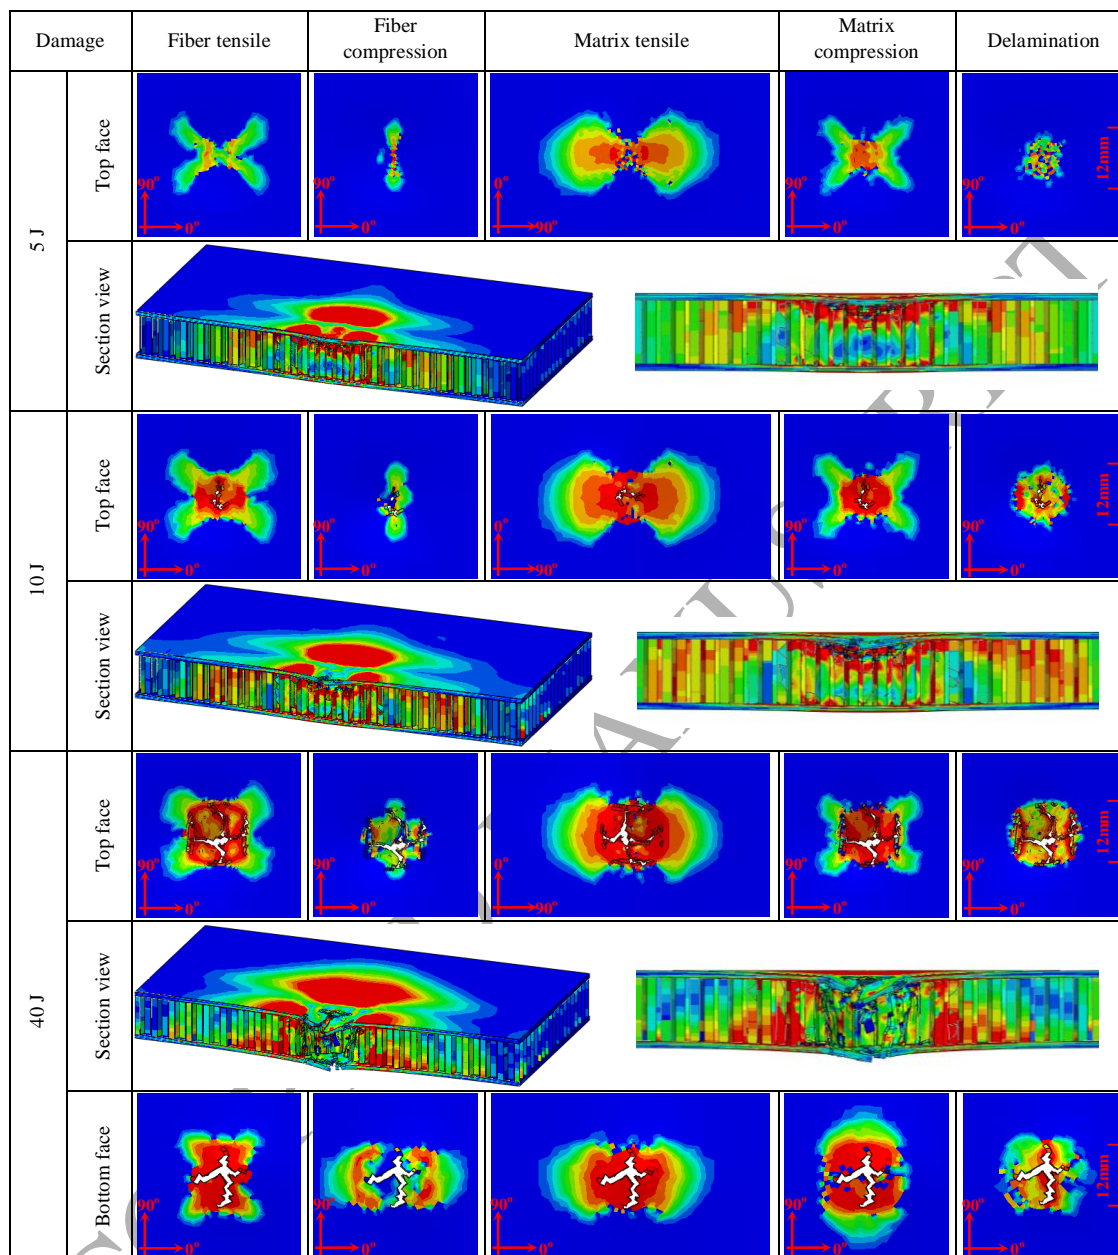 Damage
Fiber tensile
Fiber
compression
Matrix tensile
Matrix
compression
Delamination
5 J
Top face
90°
0°
90°
0°
0°
90°
90°
0°
90°
0°
12mm
Section view
10 J
Top face
90°
0°
90°
0°
0°
90°
90°
0°
90°
0°
12mm
Section view
40 J
Top face
90°
0°
90°
0°
0°
90°
90°
0°
90°
0°
12mm
Section view
Bottom face
90°
0°
90°
0°
90°
0°
90°
0°
90°
0°
12mm